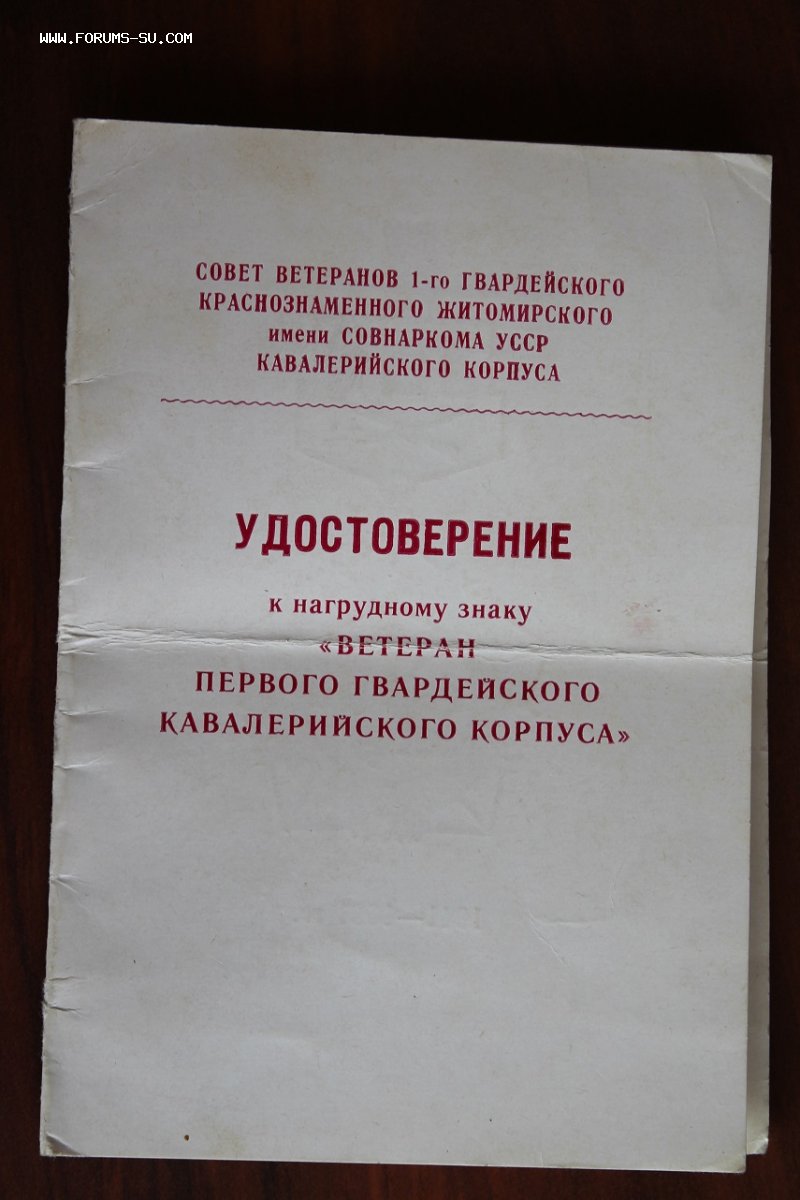 WWW.FORUMS-SU.COM
СОВЕТ ВЕТЕРАНОВ 1-го ГВАРДЕЙСКОГО
КРАСНОЗНАМЕННОГО ЖИТОМИРСКОГО
имени СОВНАРКОМА УССР
КАВАЛЕРИЙСКОГО КОРПУСА
УДОСТОВЕРЕНИЕ
к нагрудному знаку
«ВЕТЕРАН
ПЕРВОГО ГВАРДЕЙСКОГО
КАВАЛЕРИЙСКОГО КОРПУСА»